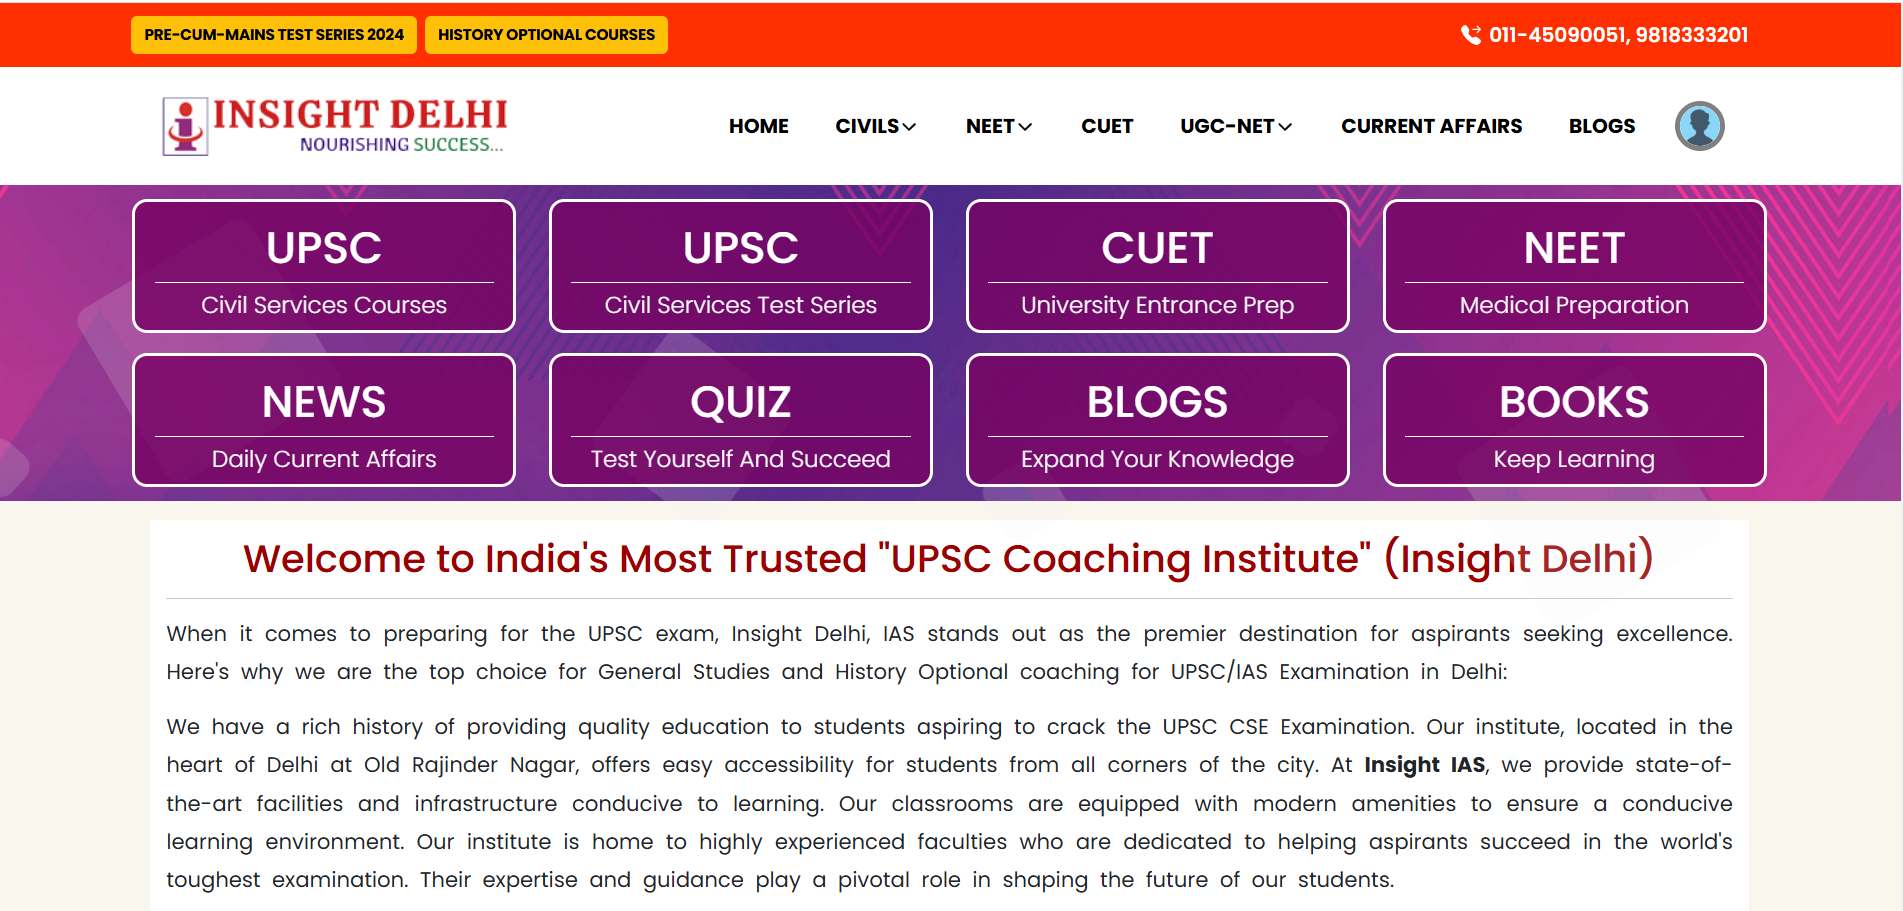 PRE-CUM-MAINS TEST SERIES 2024
HISTORY OPTIONAL COURSES
011-45090051, 9818333201
INSIGHT DELHI
NOURISHING SUCCESS...
HOME
CIVILS
NEET
CUET
UGC-NET
CURRENT AFFAIRS
BLOGS
UPSC
Civil Services Courses
UPSC
Civil Services Test Series
CUET
University Entrance Prep
NEET
Medical Preparation
NEWS
Daily Current Affairs
QUIZ
Test Yourself And Succeed
BLOGS
Expand Your Knowledge
BOOKS
Keep Learning
Welcome to India's Most Trusted "UPSC Coaching Institute" (Insight Delhi)
When it comes to preparing for the UPSC exam, Insight Delhi, IAS stands out as the premier destination for aspirants seeking excellence.
Here's why we are the top choice for General Studies and History Optional coaching for UPSC/IAS Examination in Delhi:
We have a rich history of providing quality education to students aspiring to crack the UPSC CSE Examination. Our institute, located in the
heart of Delhi at Old Rajinder Nagar, offers easy accessibility for students from all corners of the city. At Insight IAS, we provide state-of-
the-art facilities and infrastructure conducive to learning. Our classrooms are equipped with modern amenities to ensure a conducive
learning environment. Our institute is home to highly experienced faculties who are dedicated to helping aspirants succeed in the world's
toughest examination. Their expertise and guidance play a pivotal role in shaping the future of our students.